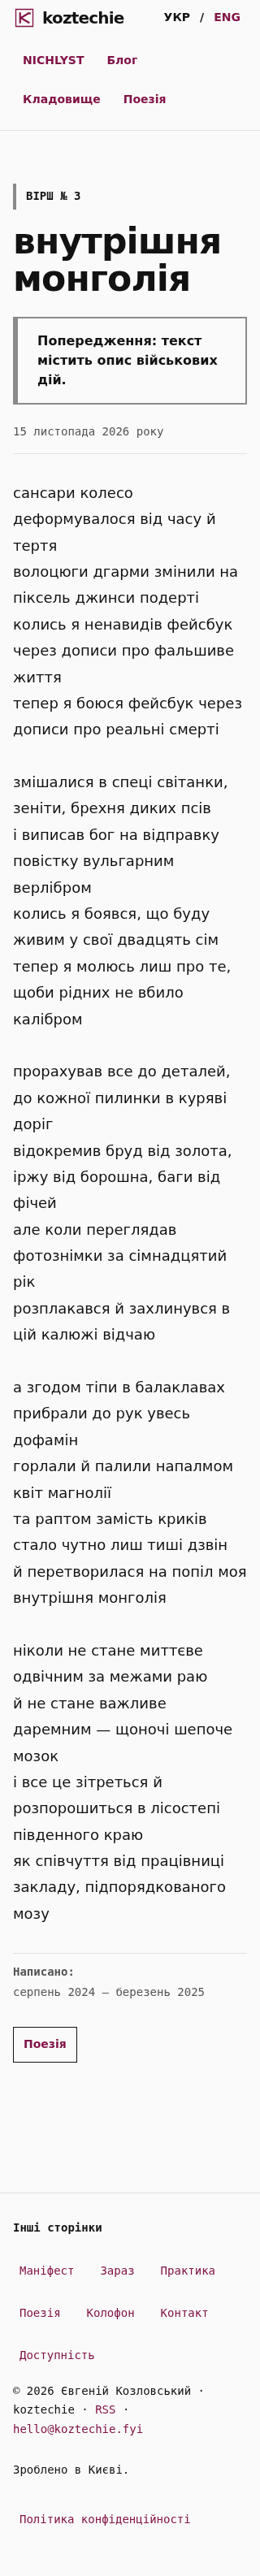 koztechie
УКР / ENG
NICHLYST Блог
Кладовище Поезія
ВІРШ № 3
внутрішня
монголія
Попередження: текст
містить опис військових
дій.
15 листопада 2026 року
сансари колесо
деформувалося від часу й
тертя
волоцюги дгарми змінили на
піксель джинси подерті
колись я ненавидів фейсбук
через дописи про фальшиве
життя
тепер я боюся фейсбук через
дописи про реальні смерті
змішалися в спеці світанки,
зеніти, брехня диких псів
і виписав бог на відправку
повістку вульгарним
верлібром
колись я боявся, що буду
живим у свої двадцять сім
тепер я молюсь лиш про те,
щоби рідних не вбило
калібром
прорахував все до деталей,
до кожної пилинки в куряві
доріг
відокремив бруд від золота,
іржу від борошна, баги від
фічей
але коли переглядав
фотознімки за сімнадцятий
рік
розплакався й захлинувся в
цій калюжі відчаю
а згодом тіпи в балаклавах
прибрали до рук увесь
дофамін
горлали й палили напалмом
квіт магнолії
та раптом замість криків
стало чутно лиш тиші дзвін
й перетворилася на попіл моя
внутрішня монголія
ніколи не стане миттєве
одвічним за межами раю
й не стане важливе
даремним — щоночі шепоче
мозок
і все це зітреться й
розпорошиться в лісостепі
південного краю
як співчуття від працівниці
закладу, підпорядкованого
мозу
Написано:
серпень 2024 — березень 2025
Поезія
Інші сторінки
Маніфест Зараз Практика
Поезія Колофон Контакт
Доступність
© 2026 Євгеній Козловський ·
koztechie · RSS ·
hello@koztechie.fyi
Зроблено в Києві.
Політика конфіденційності